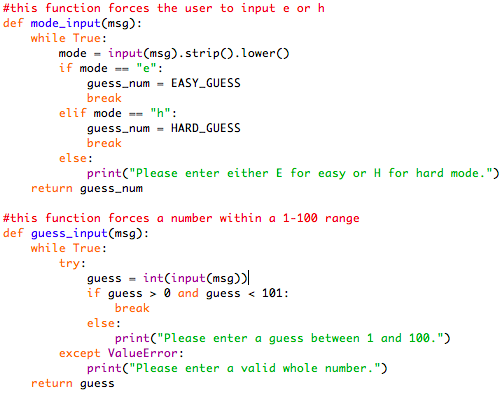 #this function forces the user to input e or h
def mode_input(msg):
    while True:
        mode = input(msg).strip().lower()
        if mode == "e":
            guess_num = EASY_GUESS
            break
        elif mode == "h":
            guess_num = HARD_GUESS
            break
        else:
            print("Please enter either E for easy or H for hard mode.")
    return guess_num

#this function forces a number within a 1-100 range
def guess_input(msg):
    while True:
        try:
            guess = int(input(msg))
            if guess > 0 and guess < 101:
                break
            else:
                print("Please enter a guess between 1 and 100.")
        except ValueError:
            print("Please enter a valid whole number.")
    return guess